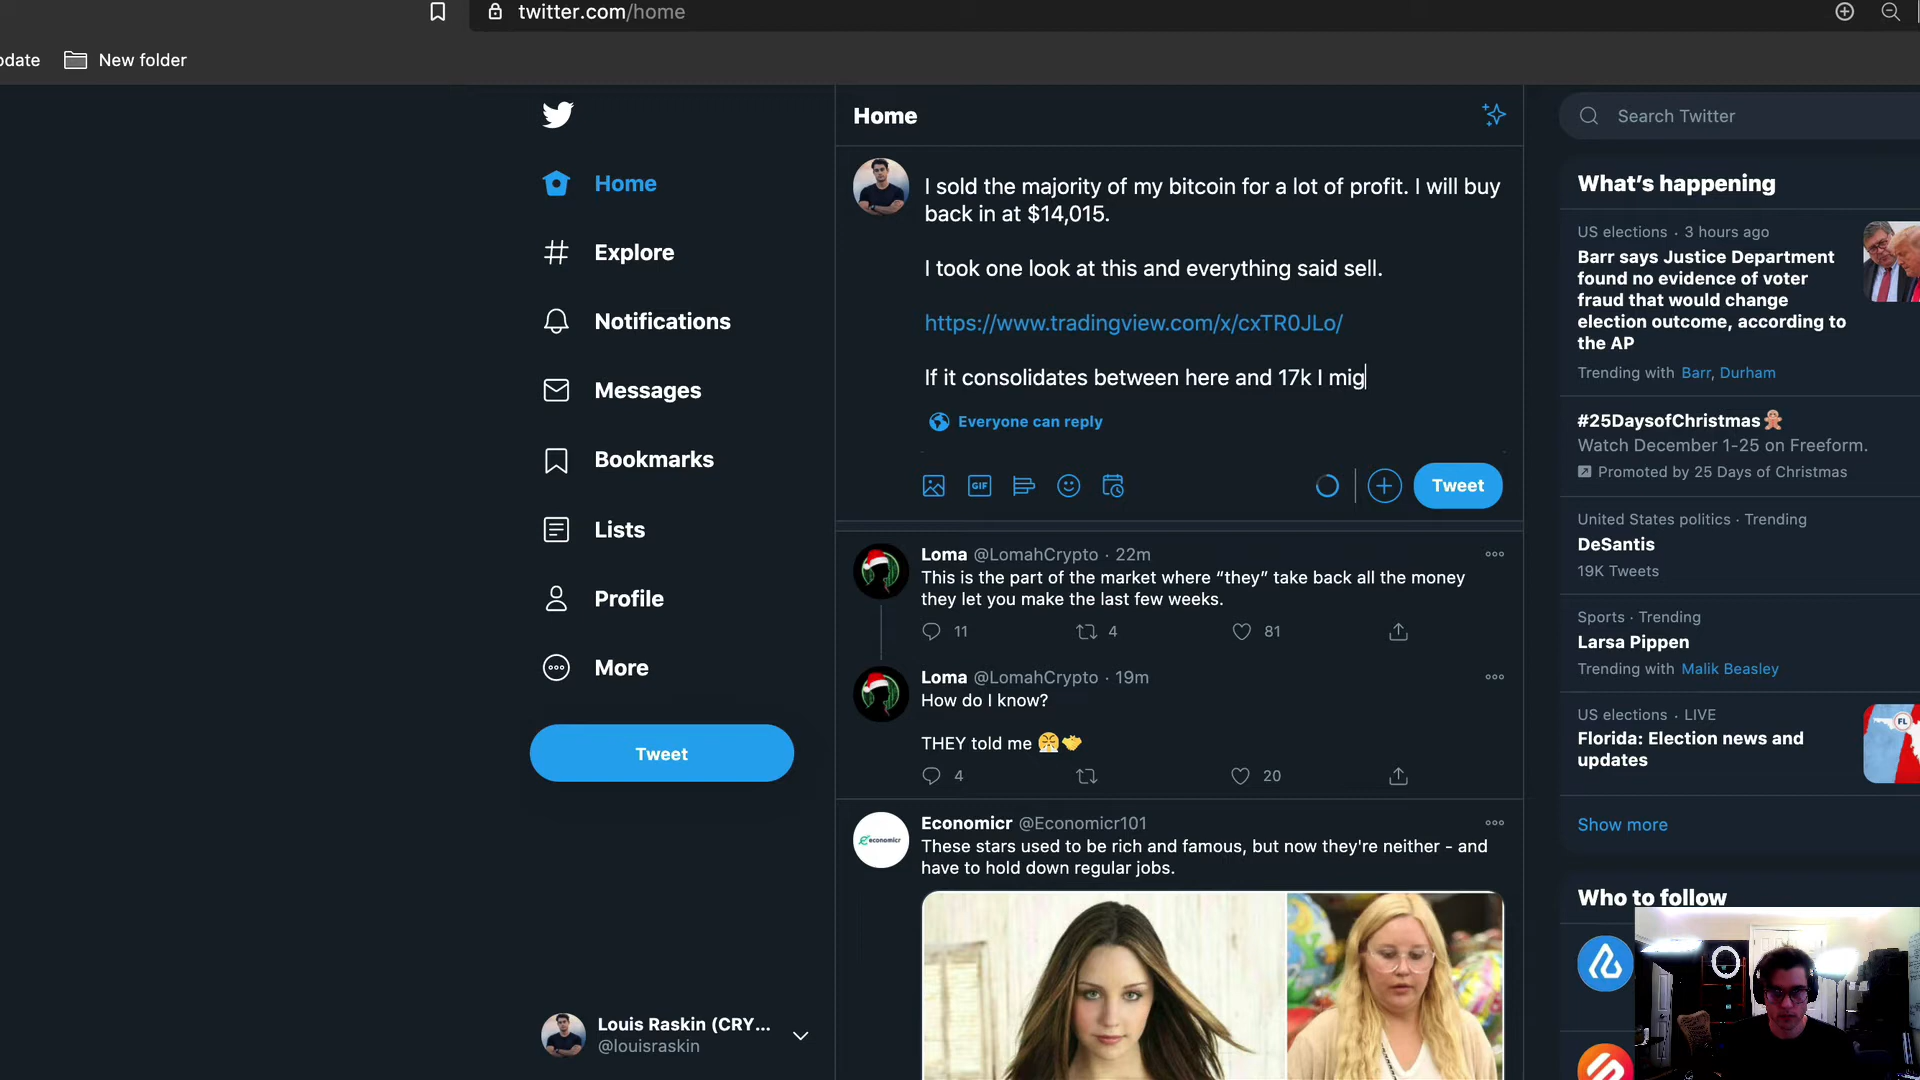 twitter.com/home
odate
New folder
Home
Explore
Notifications
Messages
Bookmarks
Lists
Profile
More
Tweet
Louis Raskin (CRY...
@louisraskin
Home
I sold the majority of my bitcoin for a lot of profit. I will buy
back in at $14,015.
I took one look at this and everything said sell.
https://www.tradingview.com/x/cxTR0JLo/
If it consolidates between here and 17k I mig
Everyone can reply
GIF
Tweet
Loma @LomahCrypto · 22m
This is the part of the market where “they” take back all the money
they let you make the last few weeks.
11
4
81
Loma @LomahCrypto · 19m
How do I know?
THEY told me 😤🤝
4
20
economicr
Economicr @Economicr101
These stars used to be rich and famous, but now they're neither - and
have to hold down regular jobs.
Search Twitter
What’s happening
US elections · 3 hours ago
Barr says Justice Department
found no evidence of voter
fraud that would change
election outcome, according to
the AP
Trending with Barr, Durham
#25DaysofChristmas
Watch December 1-25 on Freeform.
Promoted by 25 Days of Christmas
United States politics · Trending
DeSantis
19K Tweets
Sports · Trending
Larsa Pippen
Trending with Malik Beasley
US elections · LIVE
Florida: Election news and
updates
FL
Show more
Who to follow